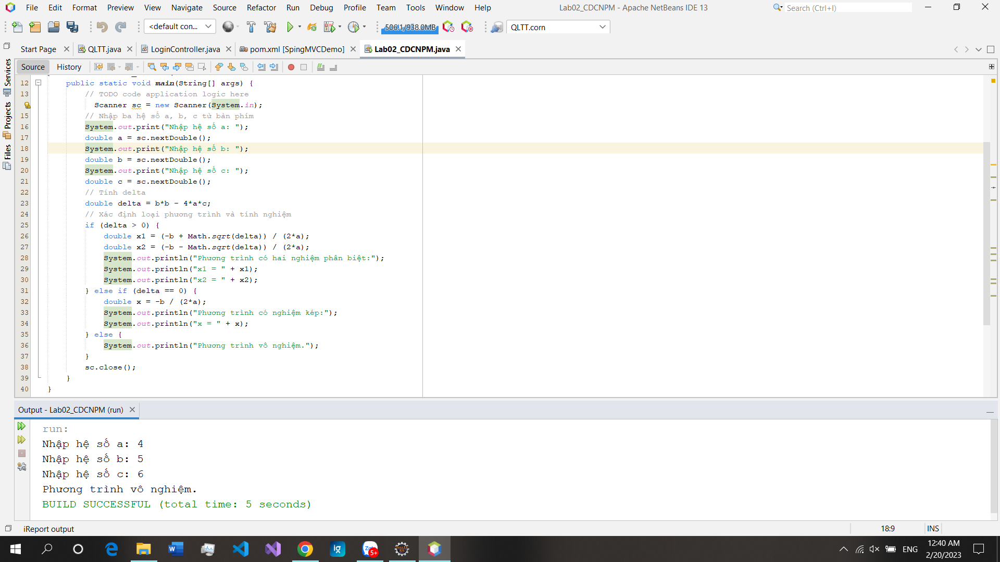 File Edit Format Preview View Navigate Source Refactor Run Debug Profile Team Tools Window Help Lab02_CDCNPM - Apache NetBeans IDE 13 Search (Ctrl+I)
<default con... 506.1/938.0MB QLTT.corn
Start Page QLTT.java LoginController.java pom.xml [SpingMVCDemo] Lab02_CDCNPM.java
Source History
Services
Projects
Files
12 public static void main(String[] args) {
13 // TODO code application logic here
Scanner sc = new Scanner(System.in);
15 // Nhập ba hệ số a, b, c từ bàn phím
16 System.out.print("Nhập hệ số a: ");
17 double a = sc.nextDouble();
18 System.out.print("Nhập hệ số b: ");
19 double b = sc.nextDouble();
20 System.out.print("Nhập hệ số c: ");
21 double c = sc.nextDouble();
22 // Tính delta
23 double delta = b*b - 4*a*c;
24 // Xác định loại phương trình và tính nghiệm
25 if (delta > 0) {
26 double x1 = (-b + Math.sqrt(delta)) / (2*a);
27 double x2 = (-b - Math.sqrt(delta)) / (2*a);
28 System.out.println("Phương trình có hai nghiệm phân biệt:");
29 System.out.println("x1 = " + x1);
30 System.out.println("x2 = " + x2);
31 } else if (delta == 0) {
32 double x = -b / (2*a);
33 System.out.println("Phương trình có nghiệm kép:");
34 System.out.println("x = " + x);
35 } else {
36 System.out.println("Phương trình vô nghiệm.");
37 }
38 sc.close();
39 }
40 }
Output - Lab02_CDCNPM (run)
run:
Nhập hệ số a: 4
Nhập hệ số b: 5
Nhập hệ số c: 6
Phương trình vô nghiệm.
BUILD SUCCESSFUL (total time: 5 seconds)
iReport output 18:9 INS
ig 5+ ENG 12:40 AM
2/20/2023